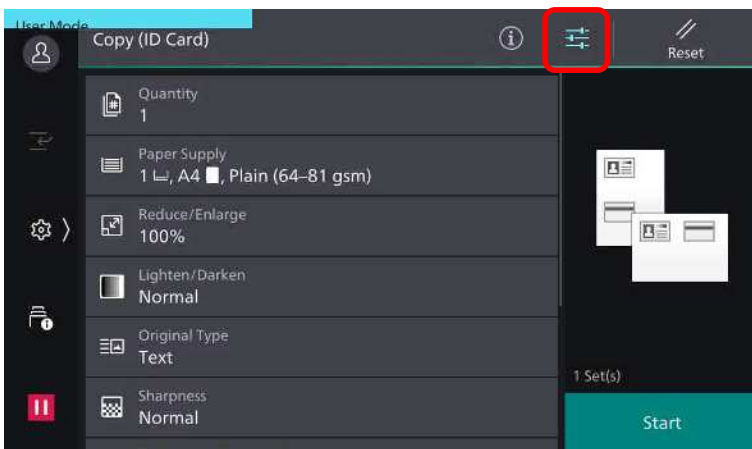 User Mode
Copy (ID Card)
Reset
Quantity
1
Paper Supply
1, A4, Plain (64–81 gsm)
Reduce/Enlarge
100%
Lighten/Darken
Normal
Original Type
Text
Sharpness
Normal
1 Set(s)
Start